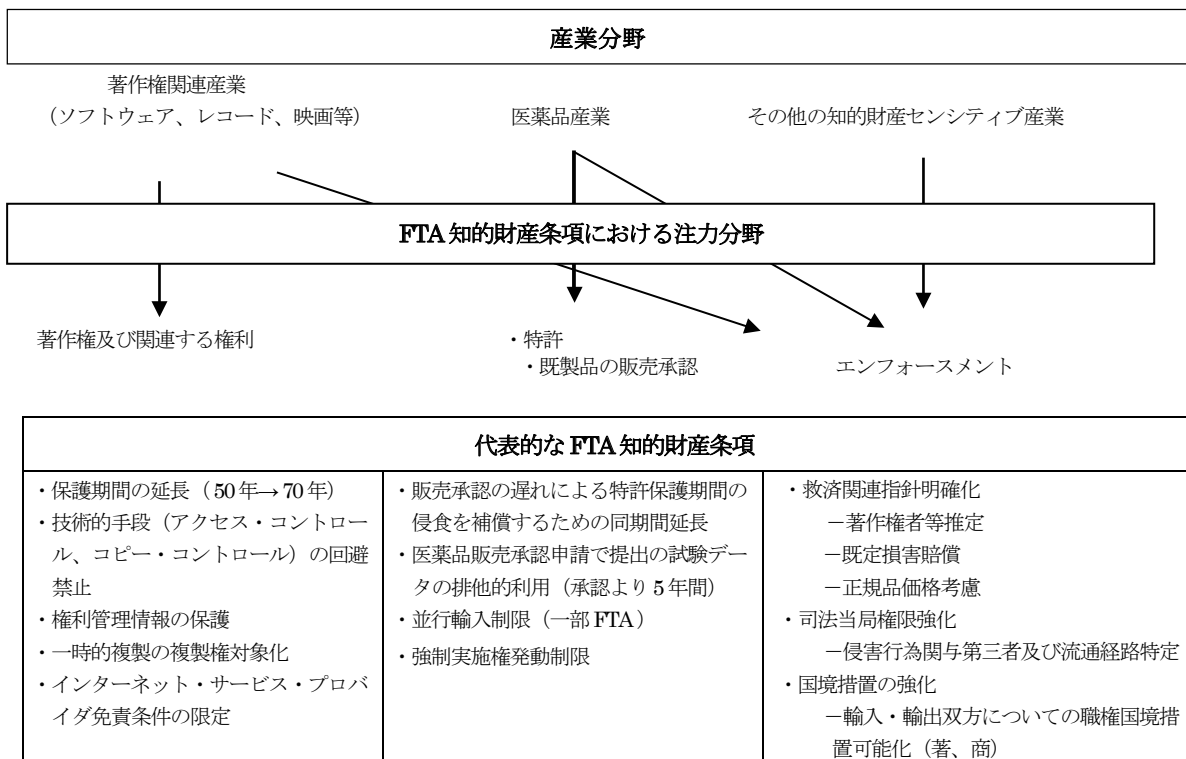 産業分野
著作権関連産業
（ソフトウェア、レコード、映画等）
医薬品産業
その他の知的財産センシティブ産業
FTA 知的財産条項における注力分野
著作権及び関連する権利
・特許
・既製品の販売承認
エンフォースメント
代表的な FTA 知的財産条項
・保護期間の延長（50年→70年）
・技術的手段（アクセス・コントロー
ル、コピー・コントロール）の回避
禁止
・権利管理情報の保護
・一時的複製の複製権対象化
・インターネット・サービス・プロバ
イダ免責条件の限定
・販売承認の遅れによる特許保護期間の
侵食を補償するための同期間延長
・医薬品販売承認申請で提出の試験デー
タの排他的利用（承認より5年間）
・並行輸入制限（一部 FTA）
・強制実施権発動制限
・救済関連指針明確化
－著作権者等推定
－既定損害賠償
－正規品価格考慮
・司法当局権限強化
－侵害行為関与第三者及び流通経路特定
・国境措置の強化
－輸入・輸出双方についての職権国境措
置可能化（著、商）